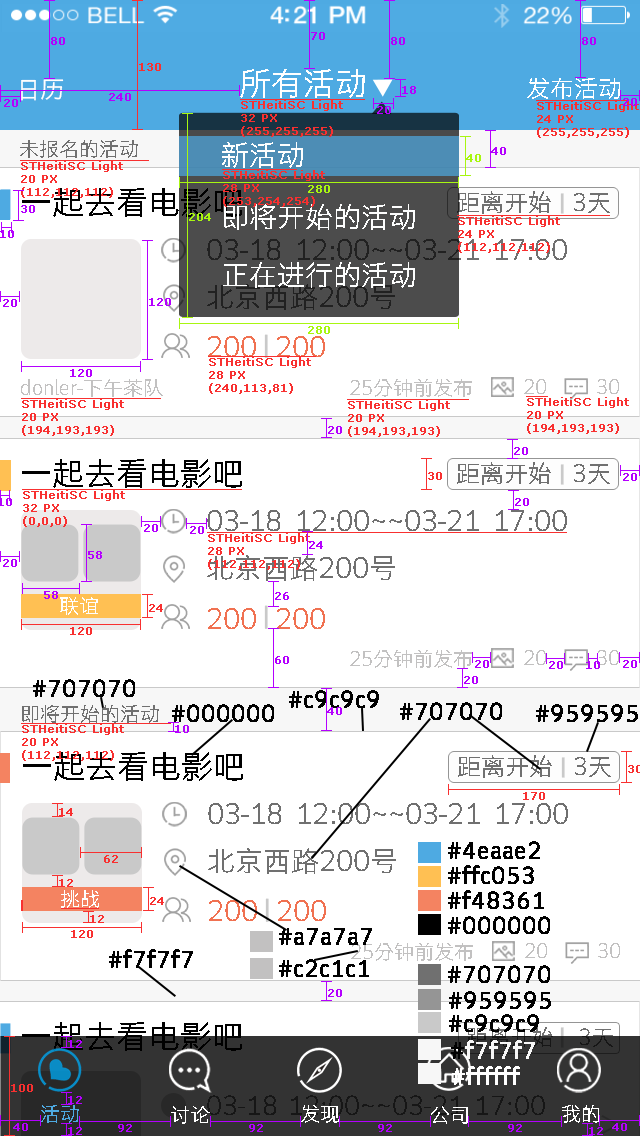 BELL 4:21 PM 22%
80
70
80
80
130
日历
所有活动
发布活动
20
240
18
20
20
STHeitiSC Light
32 PX
(255,255,255)
STHeitiSC Light
24 PX
(255,255,255)
未报名的活动
新活动
40
40
STHeitiSC Light
20 PX
(112,112,112)
STHeitiSC Light
28 PX
(253,254,254)
280
一起去看电影吧
距离开始 | 3天
30
10
204
即将开始的活动
STHeitiSC Light
24 PX
(112,112,112)
03-18 12:00~~03-21 17:00
正在进行的活动
20
120
北京西路200号
280
200 | 200
120
STHeitiSC Light
28 PX
(240,113,81)
donler-下午茶队
25分钟前发布 20 30
STHeitiSC Light
20 PX
(194,193,193)
STHeitiSC Light
20 PX
(194,193,193)
STHeitiSC Light
20 PX
(194,193,193)
20
20
一起去看电影吧
30
距离开始 | 3天
20
10
STHeitiSC Light
32 PX
(0,0,0)
20
20
20
03-18 12:00~~03-21 17:00
STHeitiSC Light
28 PX
(112,112,112)
24
20
58
58
北京西路200号
联谊
24
26
120
200 | 200
60
25分钟前发布 20 30
20
20
10
20
20
#707070
#c9c9c9
40
即将开始的活动
10
#000000
#707070
#959595
STHeitiSC Light
20 PX
(112,112,112)
一起去看电影吧
距离开始 | 3天
30
170
14
03-18 12:00~~03-21 17:00
62
北京西路200号
#4eaae2
#ffc053
12
挑战
24
#f48361
12
120
200 | 200
#000000
#a7a7a7
25分钟前发布 20 30
#f7f7f7
#c2c1c1
#707070
20
#959595
#c9c9c9
一起去看电影吧
距离开始 | 3天
12
#f7f7f7
#ffffff
100
03-18 12:00~~03-21 17:00
活动 讨论 发现 公司 我的
40
12
92
92
92
12
40